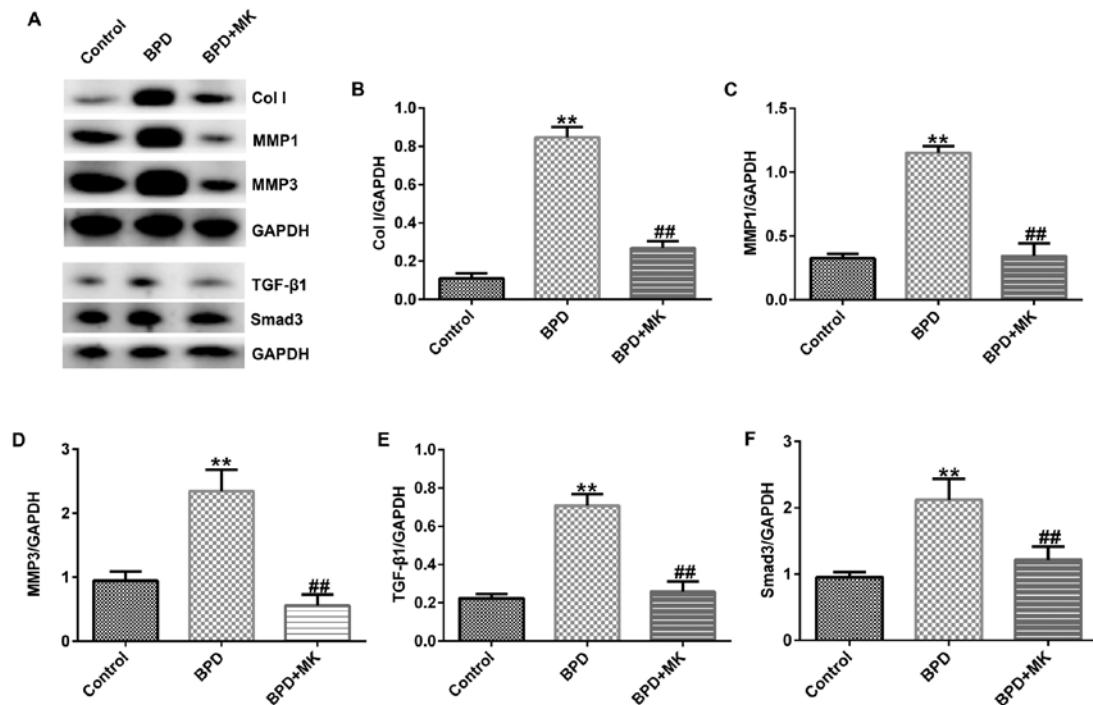 A
Control
BPD
BPD+MK
Col I
MMP1
MMP3
GAPDH
TGF-β1
Smad3
GAPDH
B
Col I/GAPDH
1.0
0.8
0.6
0.4
0.2
0.0
**
##
Control
BPD
BPD+MK
C
MMP1/GAPDH
1.5
1.0
0.5
0.0
**
##
Control
BPD
BPD+MK
D
MMP3/GAPDH
3
2
1
0
**
##
Control
BPD
BPD+MK
E
TGF-β1/GAPDH
1.0
0.8
0.6
0.4
0.2
0.0
**
##
Control
BPD
BPD+MK
F
Smad3/GAPDH
3
2
1
0
**
##
Control
BPD
BPD+MK